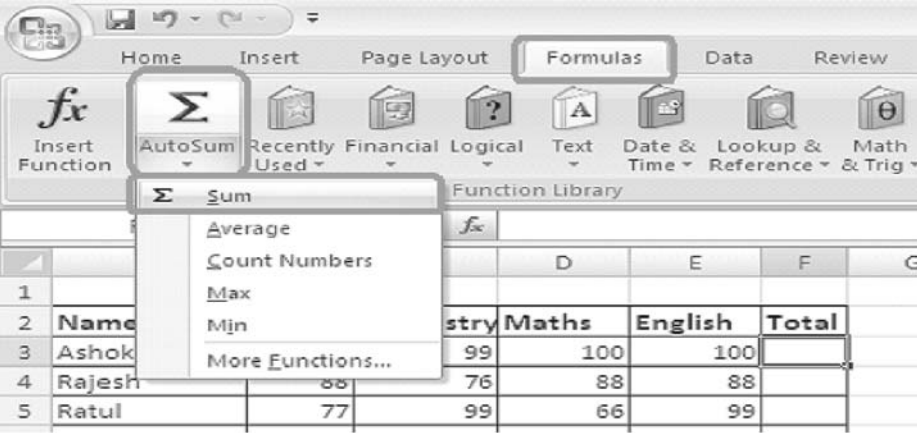 Home Insert Page Layout Formulas Data Review
fx Σ ? A θ
Insert Function AutoSum Recently Used Financial Logical Text Date & Time Lookup & Reference Math & Trig
Σ Sum
Function Library
Average
fx
Count Numbers
Max
Min
More Functions...
D E F G
1
2 Name stry Maths English Total
3 Ashok 99 100 100
4 Rajesh 88 76 88 88
5 Ratul 77 99 66 99